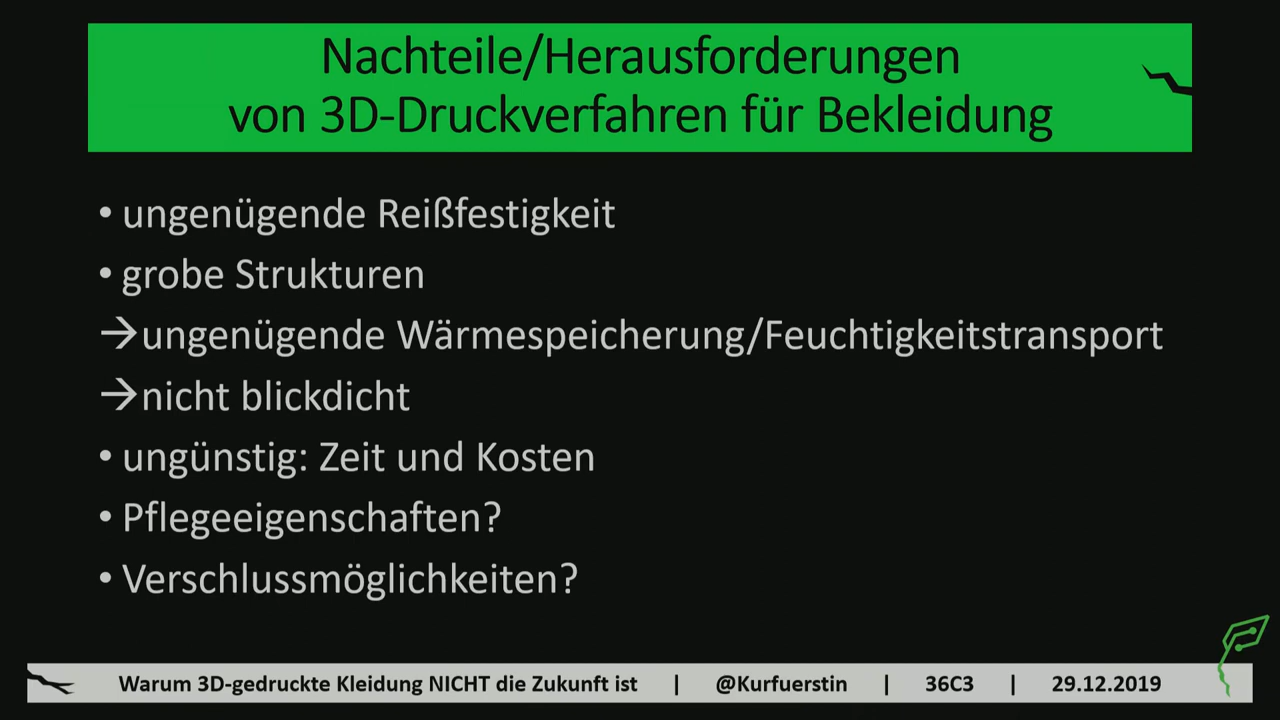 Nachteile/Herausforderungen
von 3D-Druckverfahren für Bekleidung
• ungenügende Reißfestigkeit
• grobe Strukturen
→ungenügende Wärmespeicherung/Feuchtigkeitstransport
→nicht blickdicht
• ungünstig: Zeit und Kosten
• Pflegeeigenschaften?
• Verschlussmöglichkeiten?
Warum 3D-gedruckte Kleidung NICHT die Zukunft ist | @Kurfuerstin | 36C3 | 29.12.2019